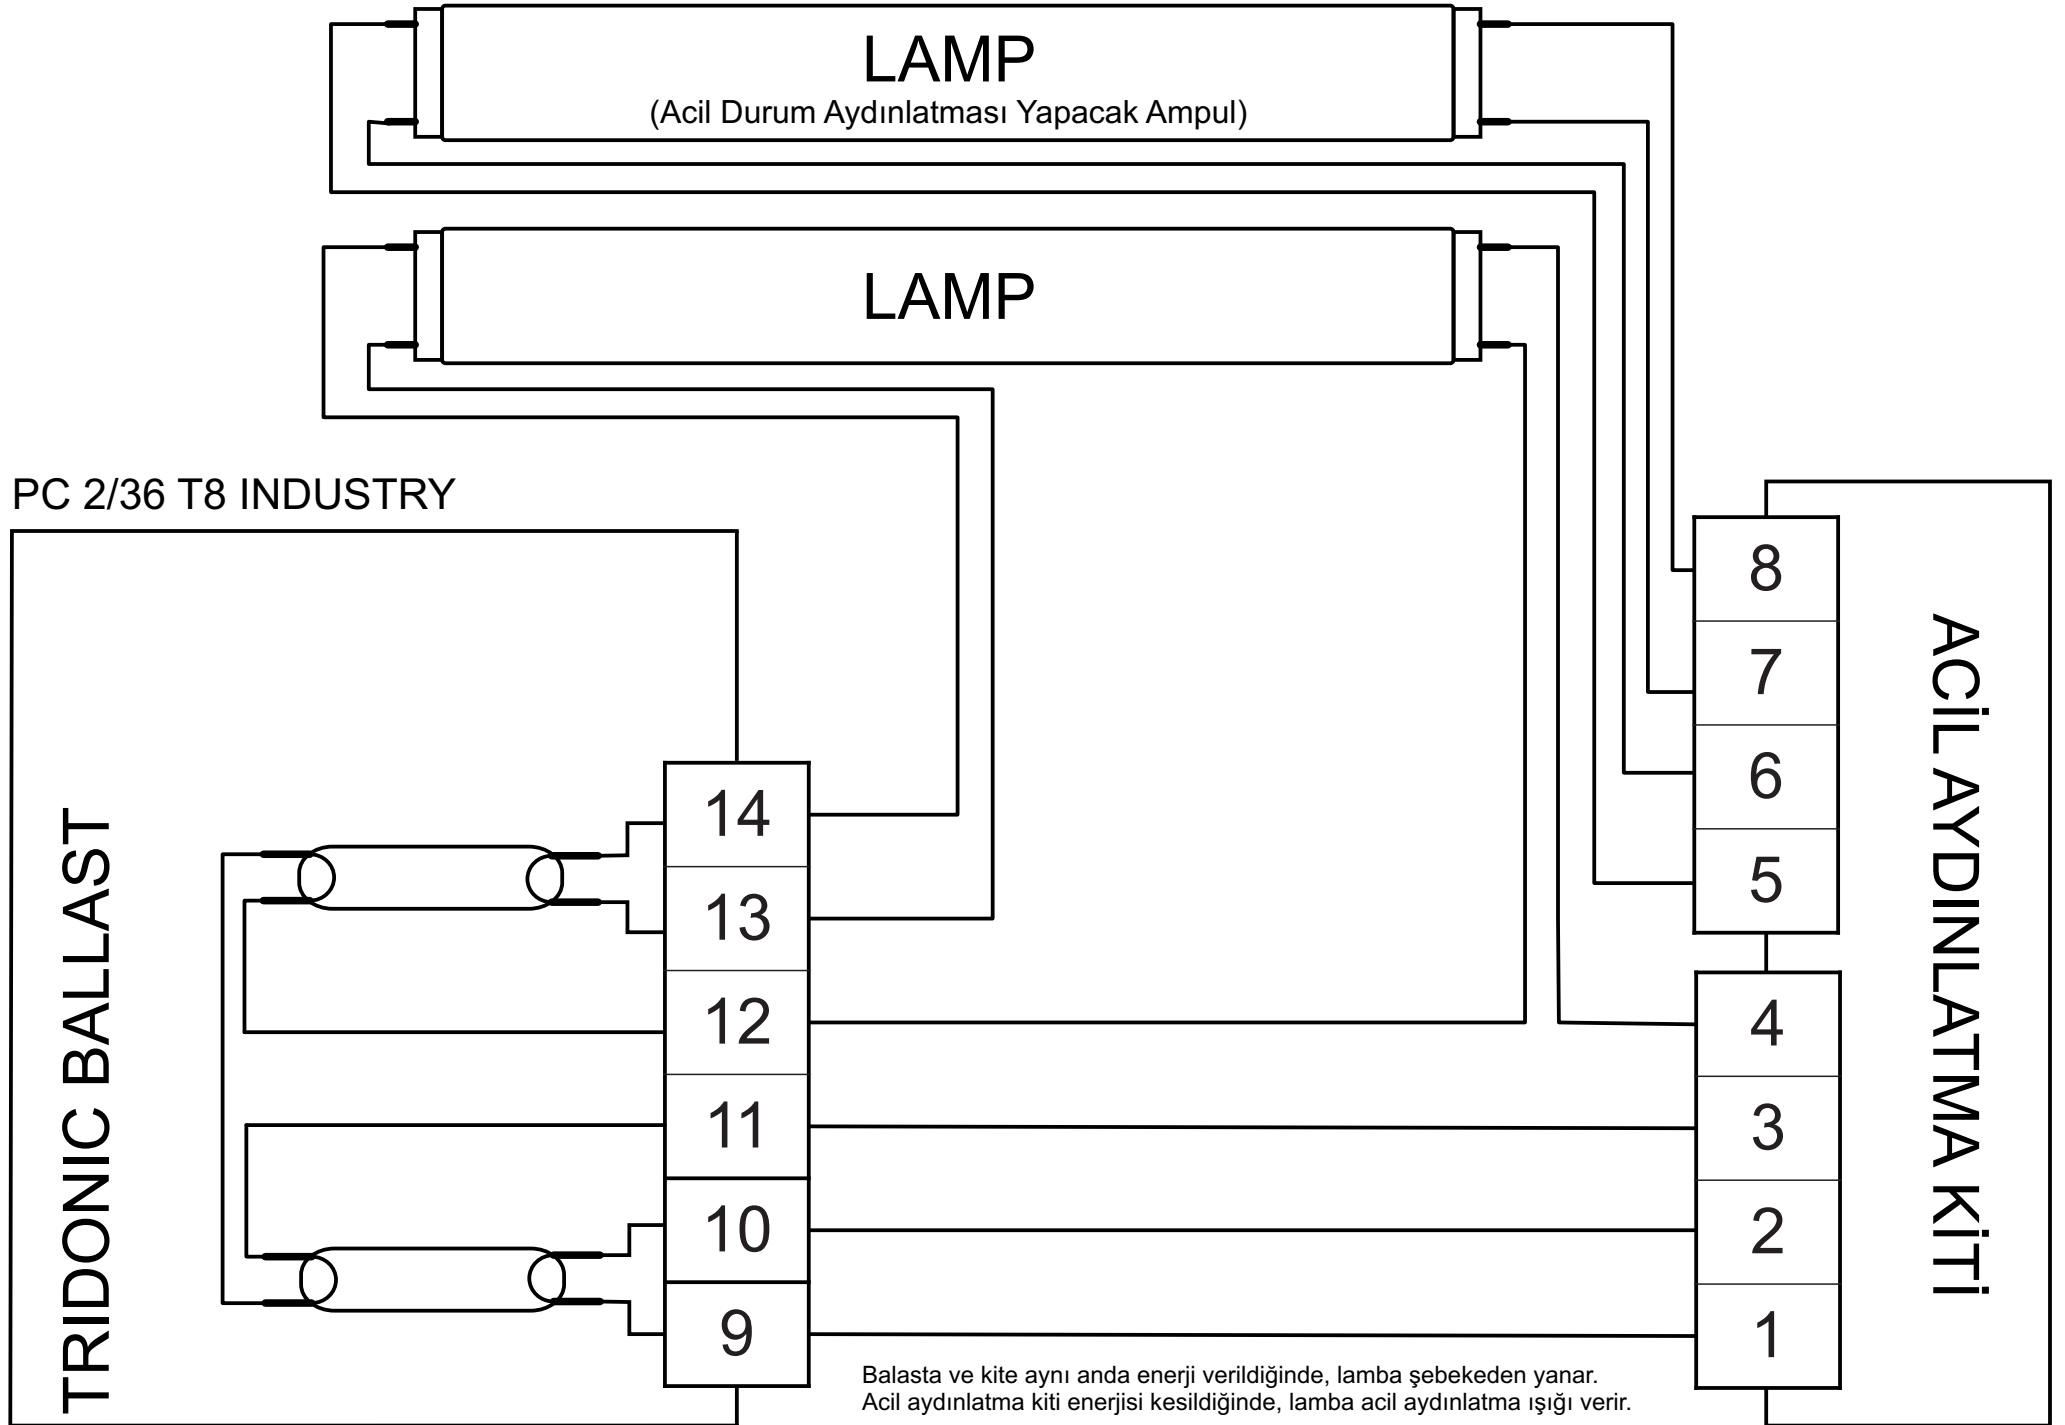 LAMP
(Acil Durum Aydınlatması Yapacak Ampul)
LAMP
PC 2/36 T8 INDUSTRY
TRIDONIC BALLAST
14
13
12
11
10
9
8
7
6
5
4
3
2
1
ACİL AYDINLATMA KİTİ
Balasta ve kite aynı anda enerji verildiğinde, lamba şebekeden yanar.
Acil aydınlatma kiti enerjisi kesildiğinde, lamba acil aydınlatma ışığı verir.